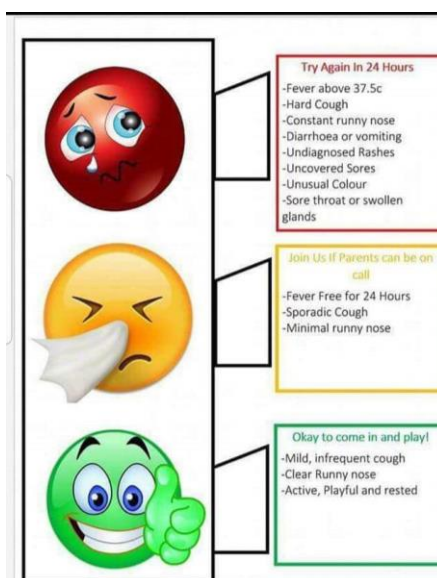 Try Again In 24 Hours
-Fever above 37.5c
-Hard Cough
-Constant runny nose
-Diarrhoea or vomiting
-Undiagnosed Rashes
-Uncovered Sores
-Unusual Colour
-Sore throat or swollen
glands
Join Us If Parents can be on
call
-Fever Free for 24 Hours
-Sporadic Cough
-Minimal runny nose
Okay to come in and play!
-Mild, infrequent cough
-Clear Runny nose
-Active, Playful and rested